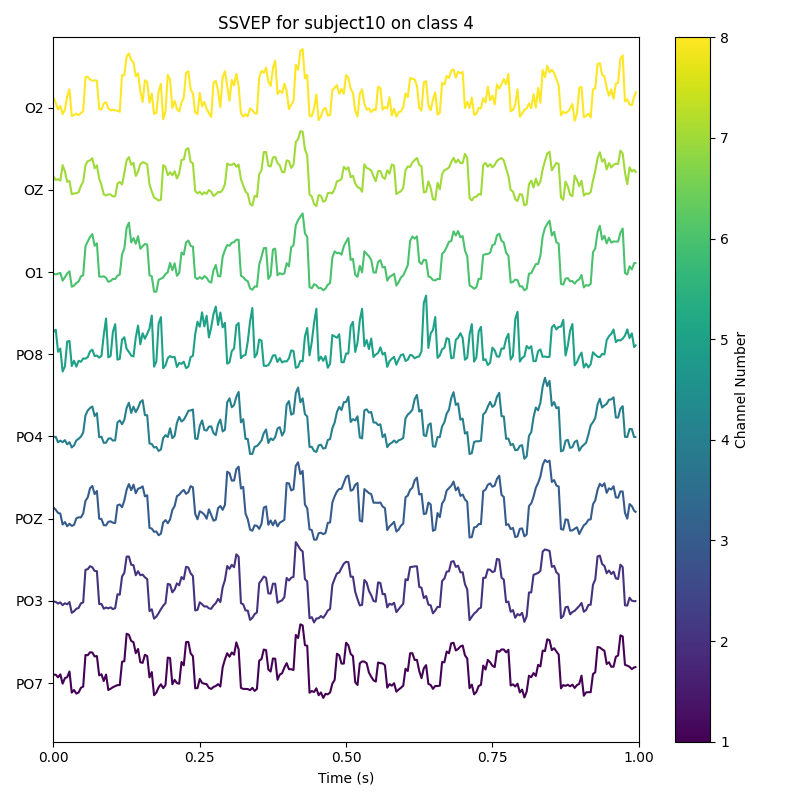 SSVEP for subject10 on class 4
O2
OZ
O1
PO8
PO4
POZ
PO3
PO7
0.00 0.25 0.50 0.75 1.00
Time (s)
8
7
6
5
4
3
2
1
Channel Number